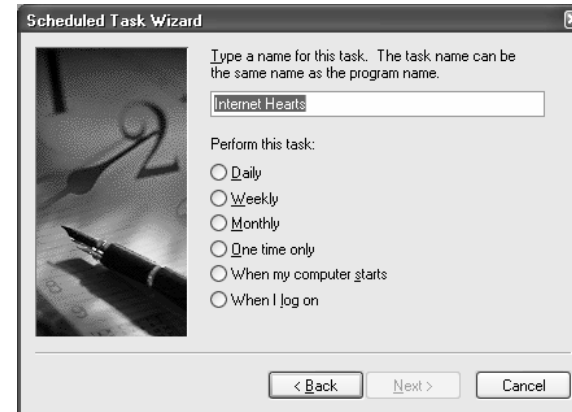 Scheduled Task Wizard
Type a name for this task. The task name can be
the same name as the program name.
Internet Hearts
Perform this task:
Daily
Weekly
Monthly
One time only
When my computer starts
When I log on
< Back
Next >
Cancel